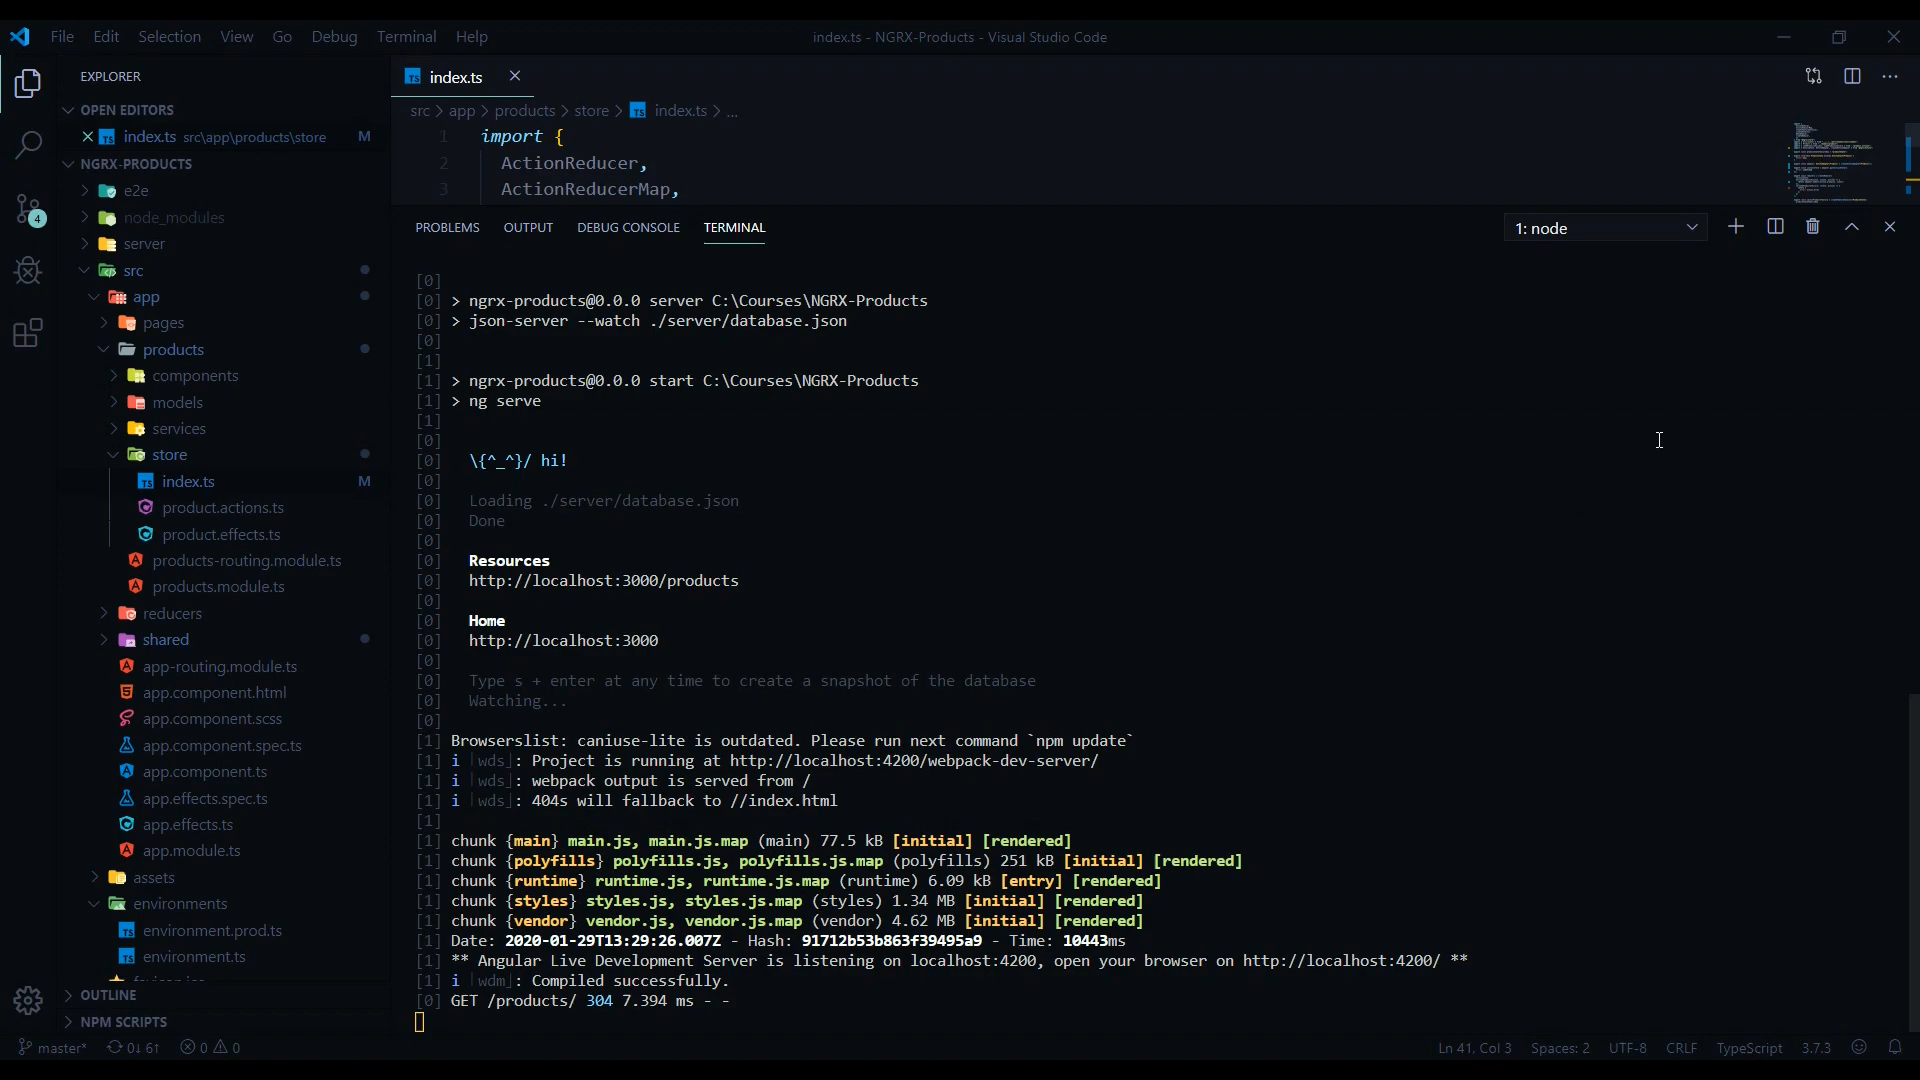 File Edit Selection View Go Debug Terminal Help
index.ts - NGRX-Products - Visual Studio Code
EXPLORER
OPEN EDITORS
index.ts src\app\products\store M
NGRX-PRODUCTS
e2e
node_modules
server
src
app
pages
products
components
models
services
store
index.ts M
product.actions.ts
product.effects.ts
products-routing.module.ts
products.module.ts
reducers
shared
app-routing.module.ts
app.component.html
app.component.scss
app.component.spec.ts
app.component.ts
app.effects.spec.ts
app.effects.ts
app.module.ts
assets
environments
environment.prod.ts
environment.ts
OUTLINE
NPM SCRIPTS
4
index.ts
src > app > products > store > TS index.ts > ...
1 import {
2 ActionReducer,
3 ActionReducerMap,
PROBLEMS OUTPUT DEBUG CONSOLE TERMINAL
1: node
[0]
[0] > ngrx-products@0.0.0 server C:\Courses\NGRX-Products
[0] > json-server --watch ./server/database.json
[0]
[1]
[1] > ngrx-products@0.0.0 start C:\Courses\NGRX-Products
[1] > ng serve
[1]
[0]
[0] \{^_^}/ hi!
[0]
[0] Loading ./server/database.json
[0] Done
[0]
[0] Resources
[0] http://localhost:3000/products
[0]
[0] Home
[0] http://localhost:3000
[0]
[0] Type s + enter at any time to create a snapshot of the database
[0] Watching...
[0]
[1] Browserslist: caniuse-lite is outdated. Please run next command `npm update`
[1] i ｢wds｣: Project is running at http://localhost:4200/webpack-dev-server/
[1] i ｢wds｣: webpack output is served from /
[1] i ｢wds｣: 404s will fallback to //index.html
[1]
[1] chunk {main} main.js, main.js.map (main) 77.5 kB [initial] [rendered]
[1] chunk {polyfills} polyfills.js, polyfills.js.map (polyfills) 251 kB [initial] [rendered]
[1] chunk {runtime} runtime.js, runtime.js.map (runtime) 6.09 kB [entry] [rendered]
[1] chunk {styles} styles.js, styles.js.map (styles) 1.34 MB [initial] [rendered]
[1] chunk {vendor} vendor.js, vendor.js.map (vendor) 4.62 MB [initial] [rendered]
[1] Date: 2020-01-29T13:29:26.007Z - Hash: 91712b53b863f39495a9 - Time: 10443ms
[1] ** Angular Live Development Server is listening on localhost:4200, open your browser on http://localhost:4200/ **
[1] i ｢wdm｣: Compiled successfully.
[0] GET /products/ 304 7.394 ms - -
master* 0↓ 6↑ 0 0
Ln 41, Col 3 Spaces: 2 UTF-8 CRLF TypeScript 3.7.3